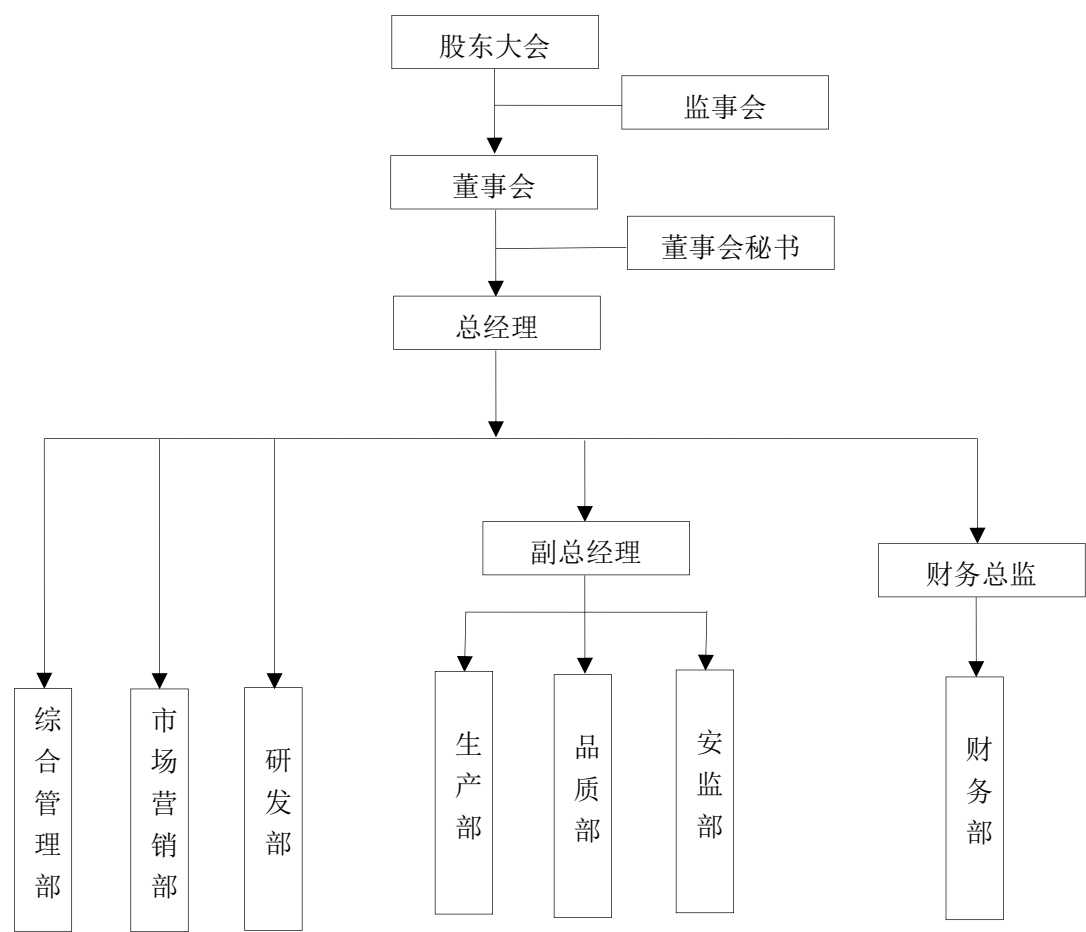 股东大会
监事会
董事会
董事会秘书
总经理
副总经理
财务总监
综合管理部
市场营销部
研发部
生产部
品质部
安监部
财务部